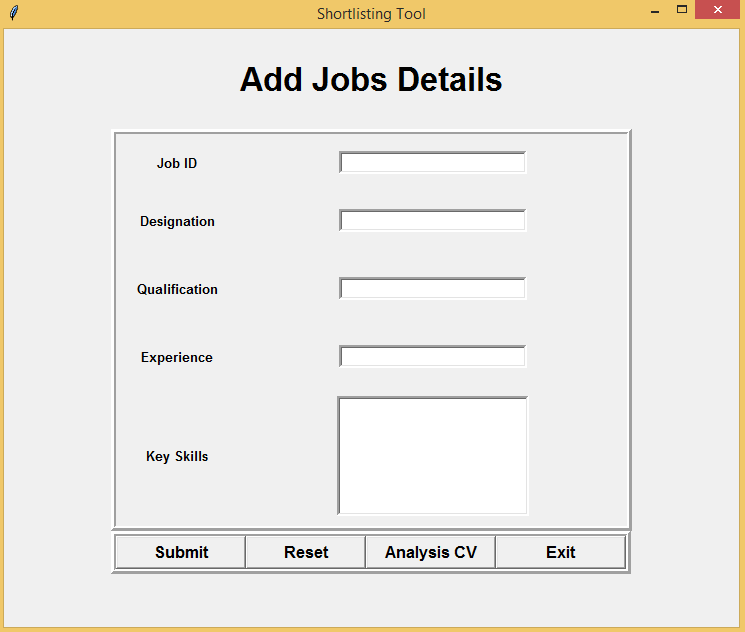 Shortlisting Tool
Add Jobs Details
Job ID
Designation
Qualification
Experience
Key Skills
Submit Reset Analysis CV Exit